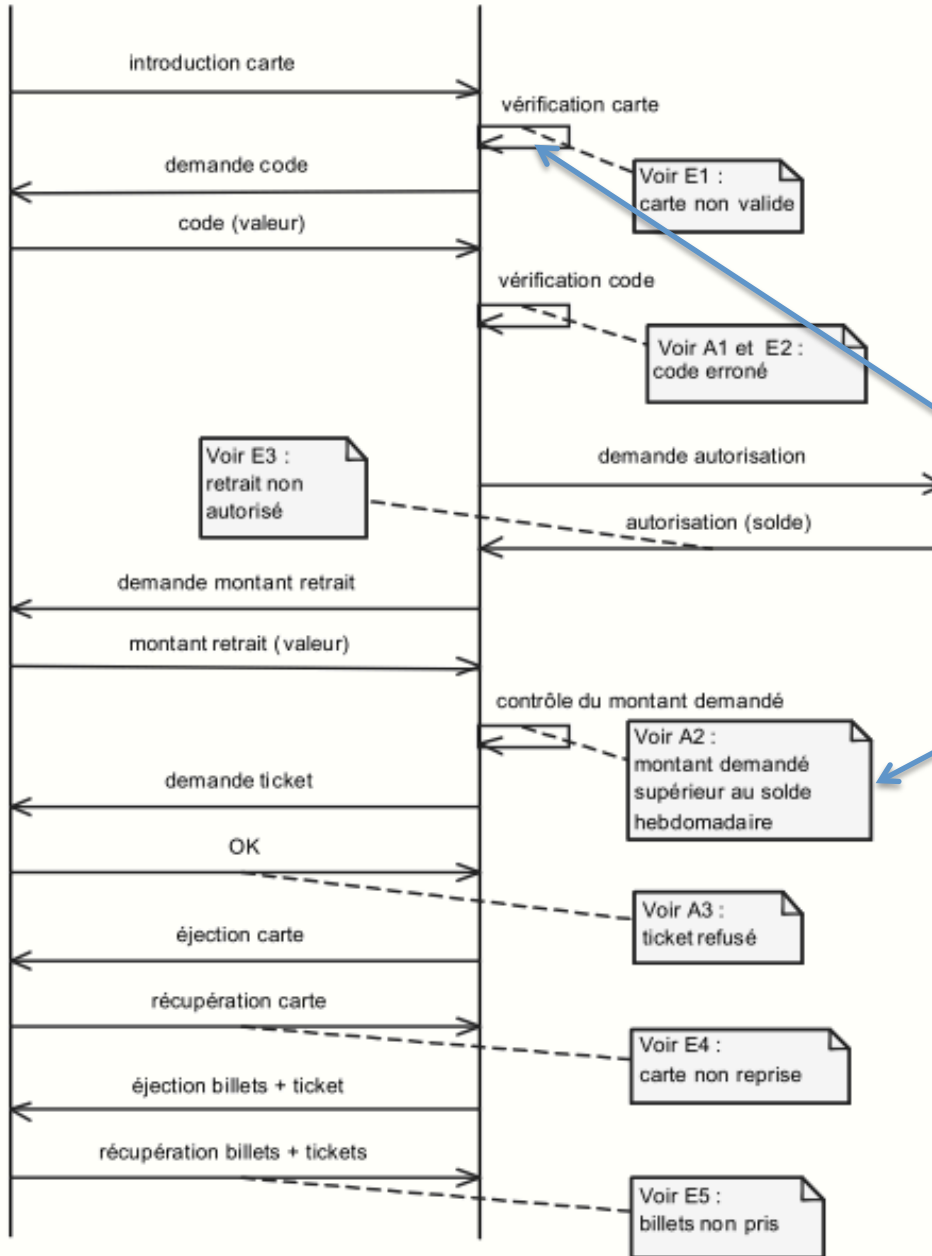 introduction carte
vérification carte
demande code
Voir E1 :
carte non valide
code (valeur)
vérification code
Voir A1 et E2 :
code erroné
Voir E3 :
retrait non
autorisé
demande autorisation
autorisation (solde)
demande montant retrait
montant retrait (valeur)
contrôle du montant demandé
Voir A2 :
montant demandé
supérieur au solde
hebdomadaire
demande ticket
OK
Voir A3 :
ticket refusé
éjection carte
récupération carte
Voir E4 :
carte non reprise
éjection billets + ticket
récupération billets + tickets
Voir E5 :
billets non pris